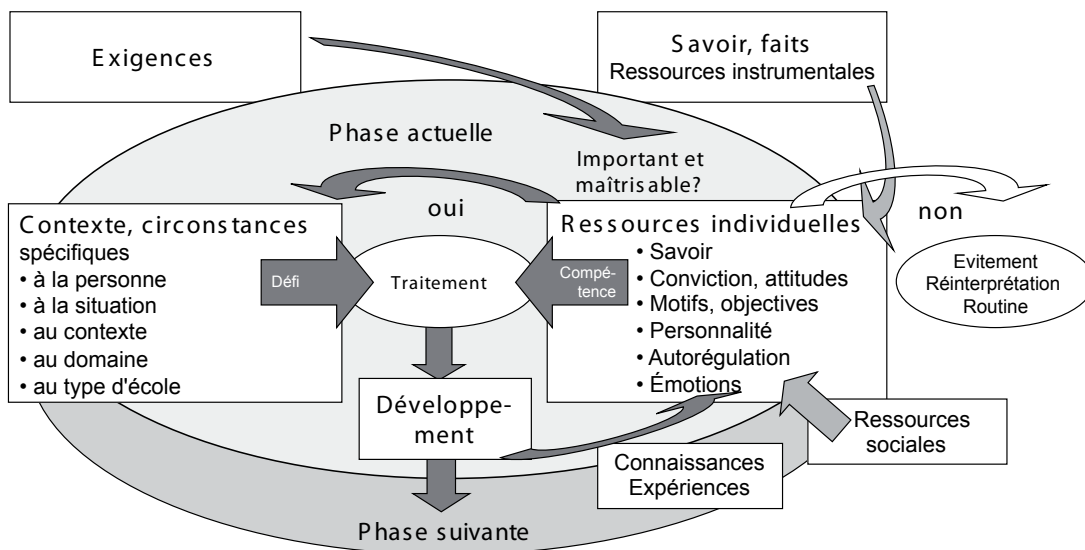 Exigences
Savoir, faits
Ressources instrumentales
Phase actuelle
Important et
maîtrisable?
oui
non
Contexte, circonstances
spécifiques
• à la personne
• à la situation
• au contexte
• au domaine
• au type d'école
Défi
Traitement
Compé-
tence
Ressources individuelles
• Savoir
• Conviction, attitudes
• Motifs, objectives
• Personnalité
• Autorégulation
• Émotions
Evitement
Réinterprétation
Routine
Développe-
ment
Ressources
sociales
Connaissances
Expériences
Phase suivante